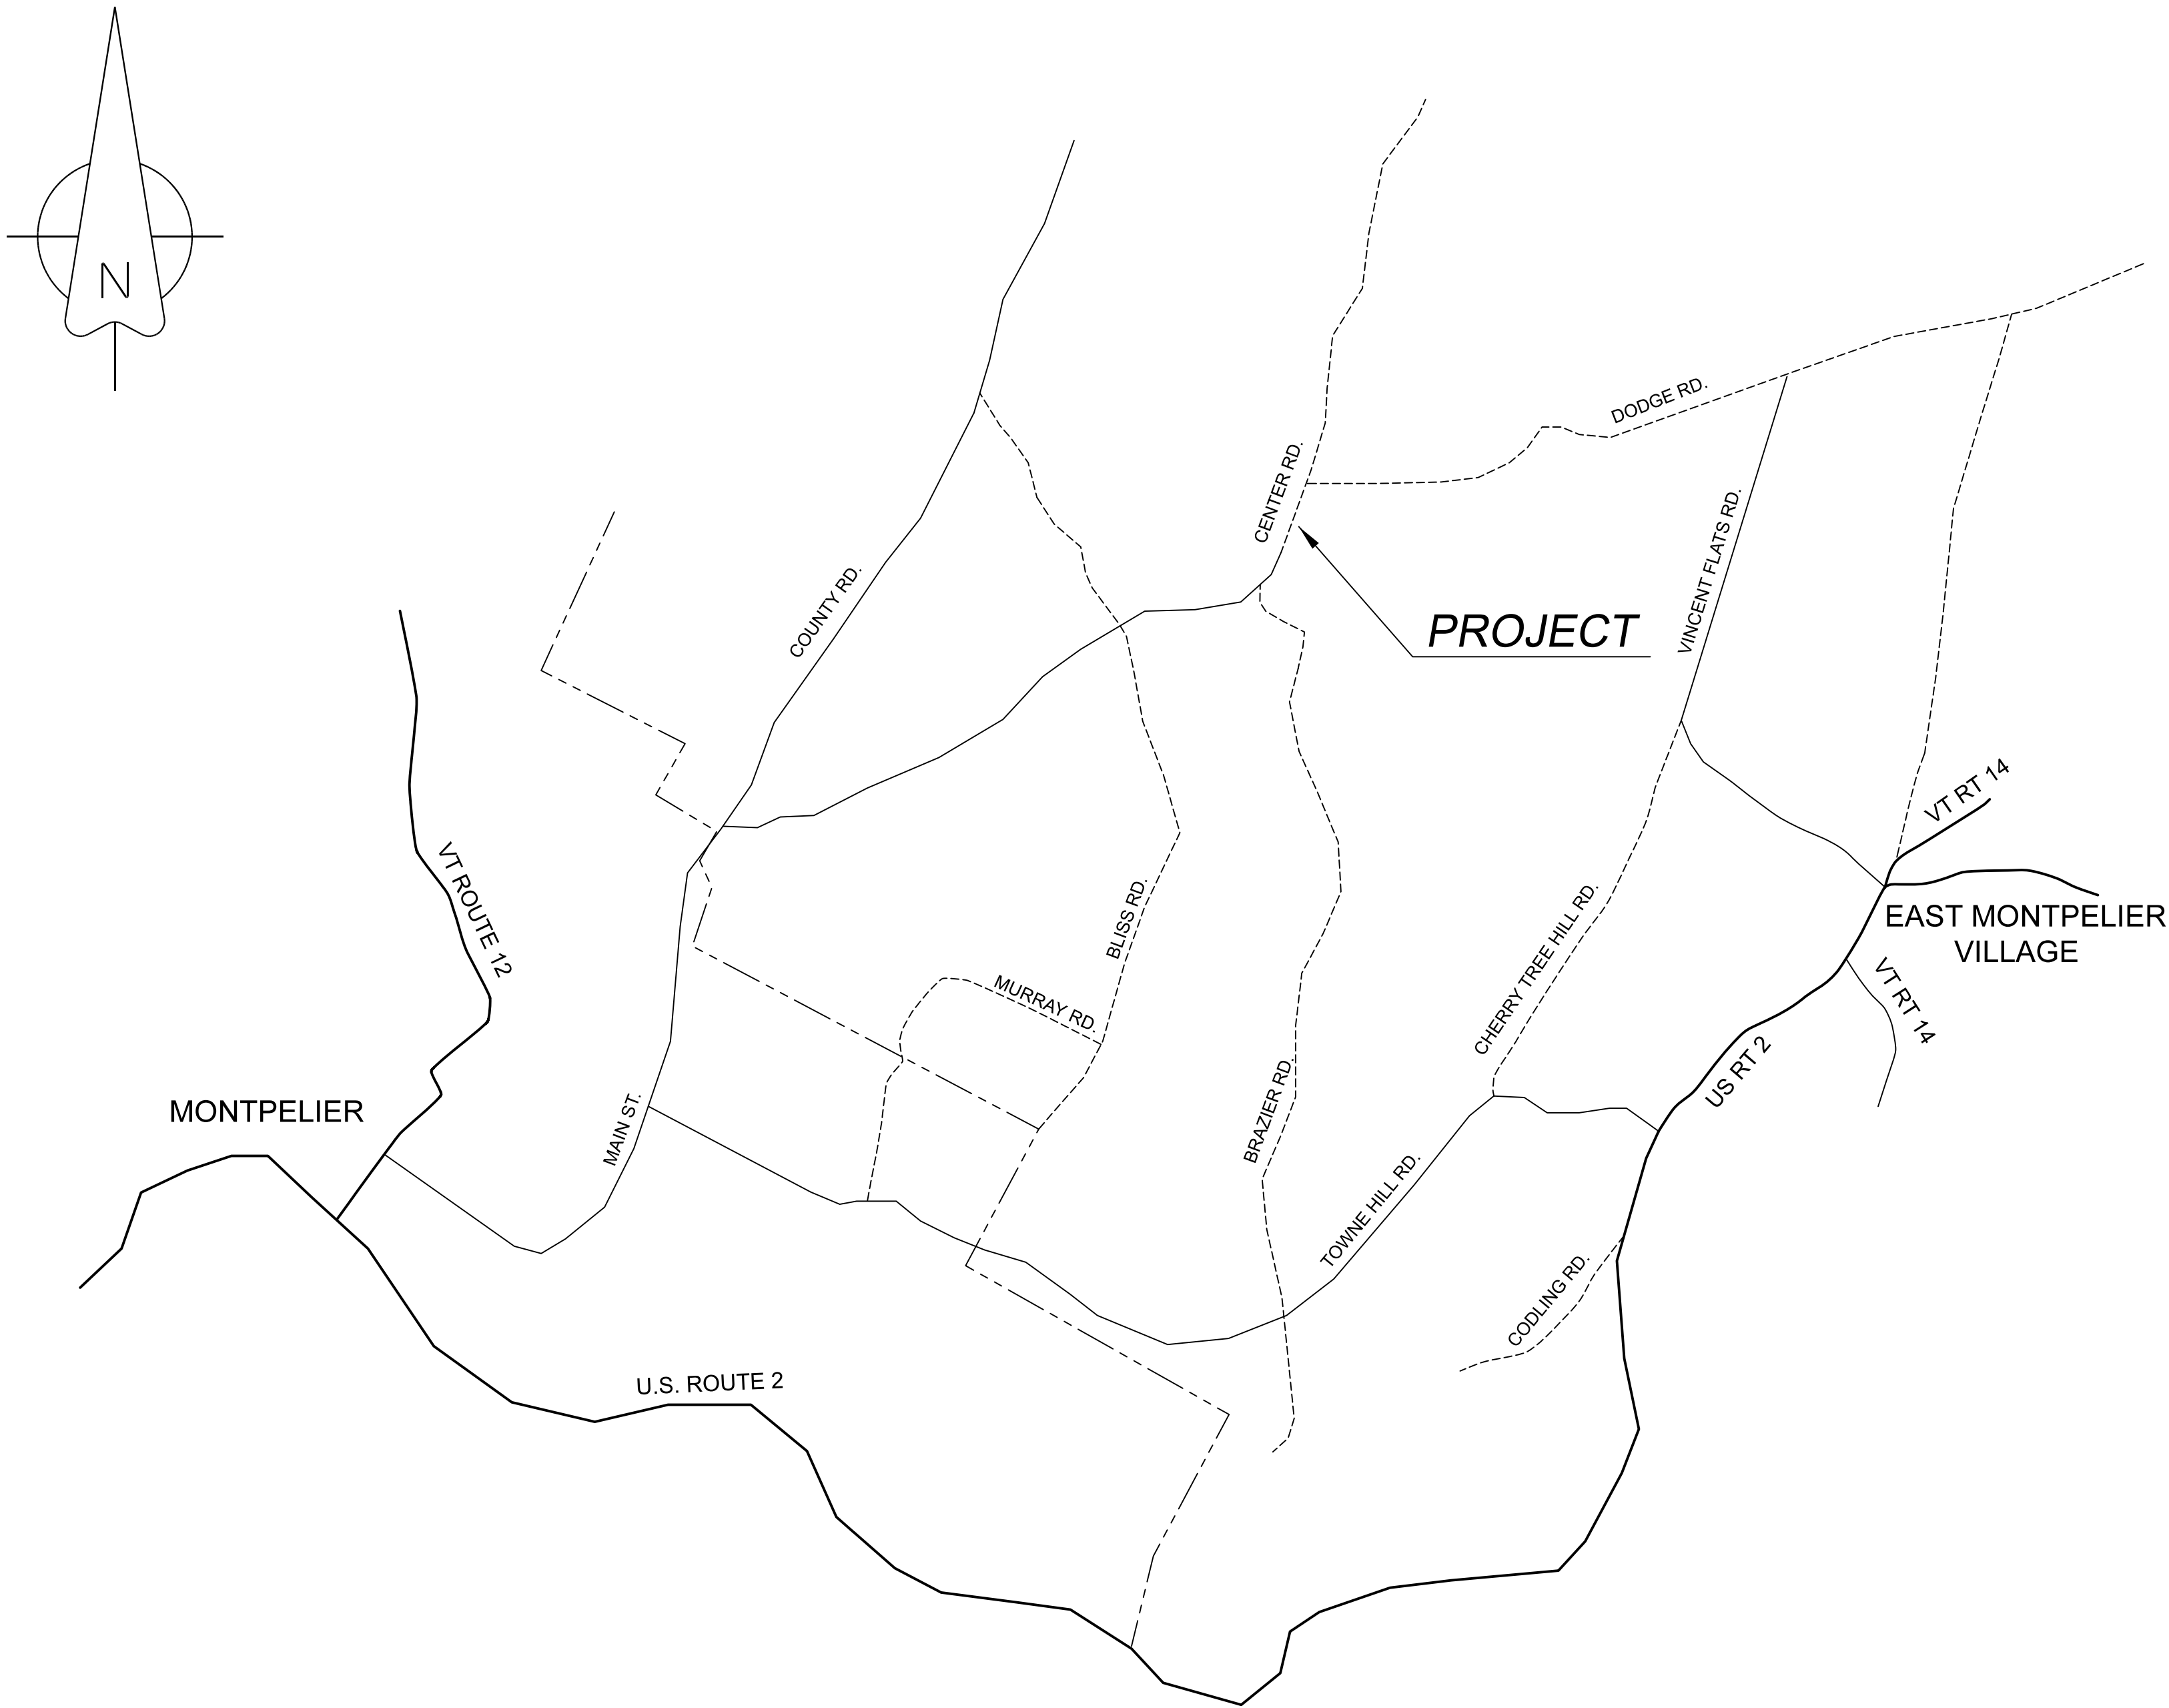 N
DODGE RD.
CENTER RD.
VINCENT FLATS RD.
COUNTY RD.
PROJECT
VT RT 14
VT ROUTE 12
BLISS RD.
CHERRY TREE HILL RD.
EAST MONTPELIER
VILLAGE
MURRAY RD.
VT RT 14
US RT 2
BRAZIER RD.
MONTPELIER
MAIN ST.
TOWNE HILL RD.
CODLING RD.
U.S. ROUTE 2